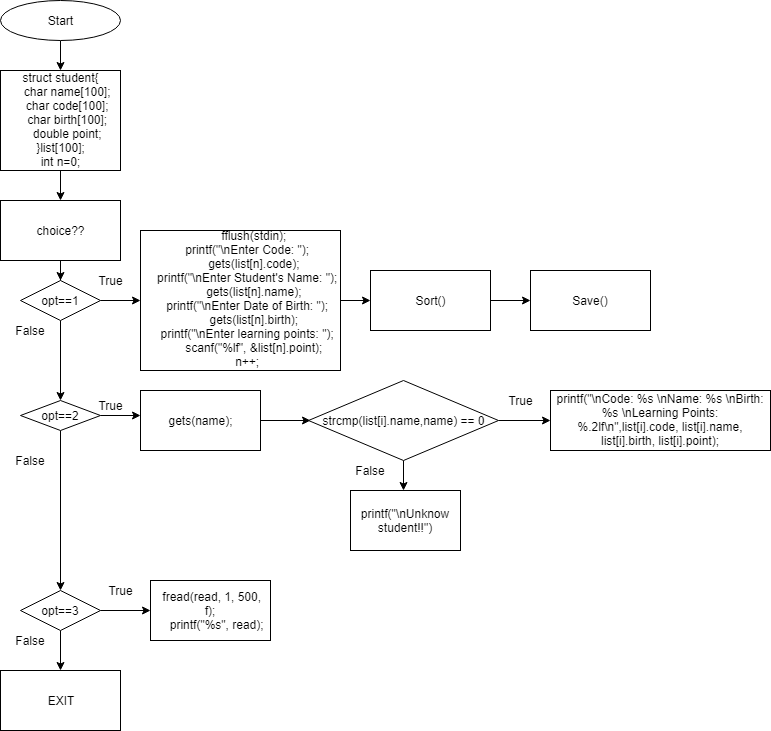 Start
struct student{
char name[100];
char code[100];
char birth[100];
double point;
}list[100];
int n=0;
choice??
opt==1
True
False
fflush(stdin);
printf("\nEnter Code: ");
gets(list[n].code);
printf("\nEnter Student's Name: ");
gets(list[n].name);
printf("\nEnter Date of Birth: ");
gets(list[n].birth);
printf("\nEnter learning points: ");
scanf("%lf", &list[n].point);
n++;
Sort()
Save()
opt==2
True
False
gets(name);
strcmp(list[i].name,name) == 0
True
False
printf("\nCode: %s \nName: %s \nBirth:
%s \nLearning Points:
%.2lf\n",list[i].code, list[i].name,
list[i].birth, list[i].point);
printf("\nUnknow
student!!")
opt==3
True
False
fread(read, 1, 500,
f);
printf("%s", read);
EXIT